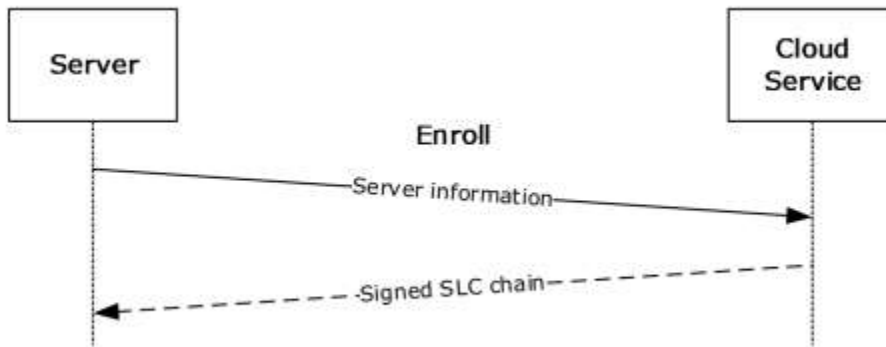 Server
Cloud
Service
Enroll
Server information
Signed SLC chain